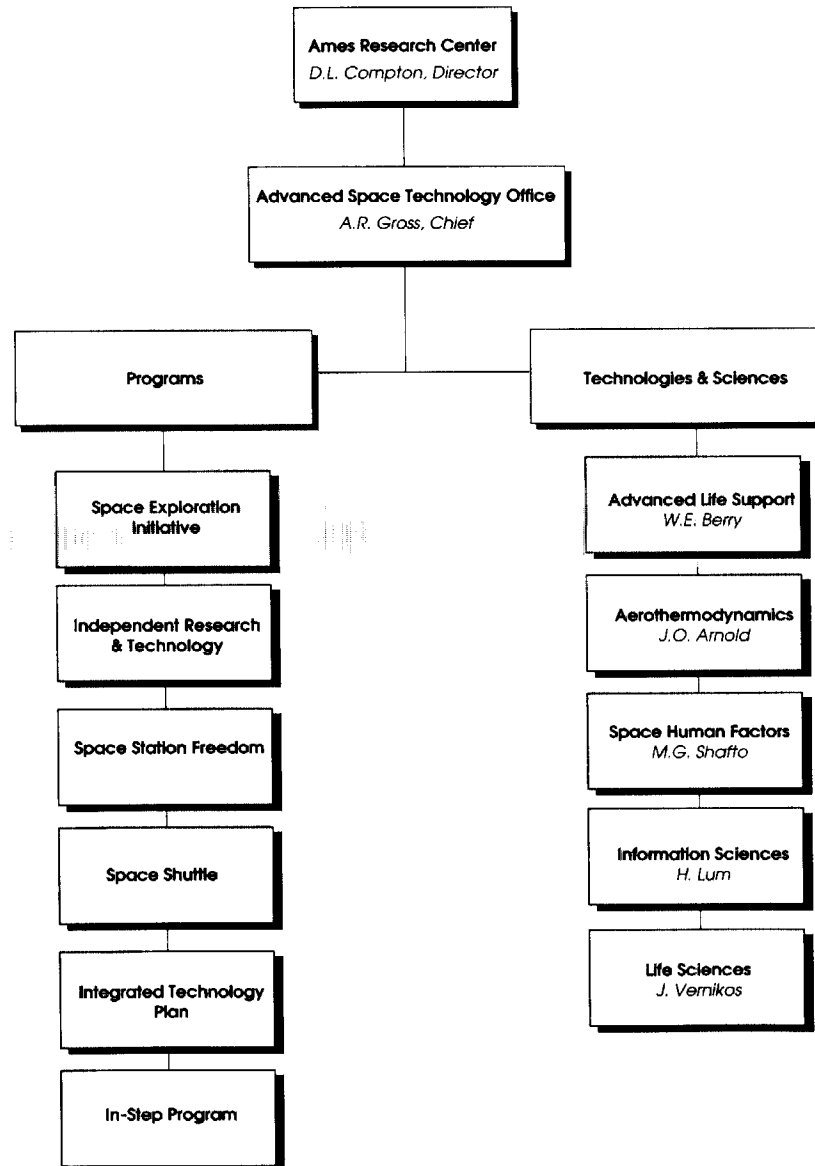 Ames Research Center
D.L. Compton, Director
Advanced Space Technology Office
A.R. Gross, Chief
Programs
Space Exploration
Initiative
Independent Research
& Technology
Space Station Freedom
Space Shuttle
Integrated Technology
Plan
In-Step Program
Technologies & Sciences
Advanced Life Support
W.E. Berry
Aerothermodynamics
J.O. Arnold
Space Human Factors
M.G. Shafto
Information Sciences
H. Lum
Life Sciences
J. Vernikos